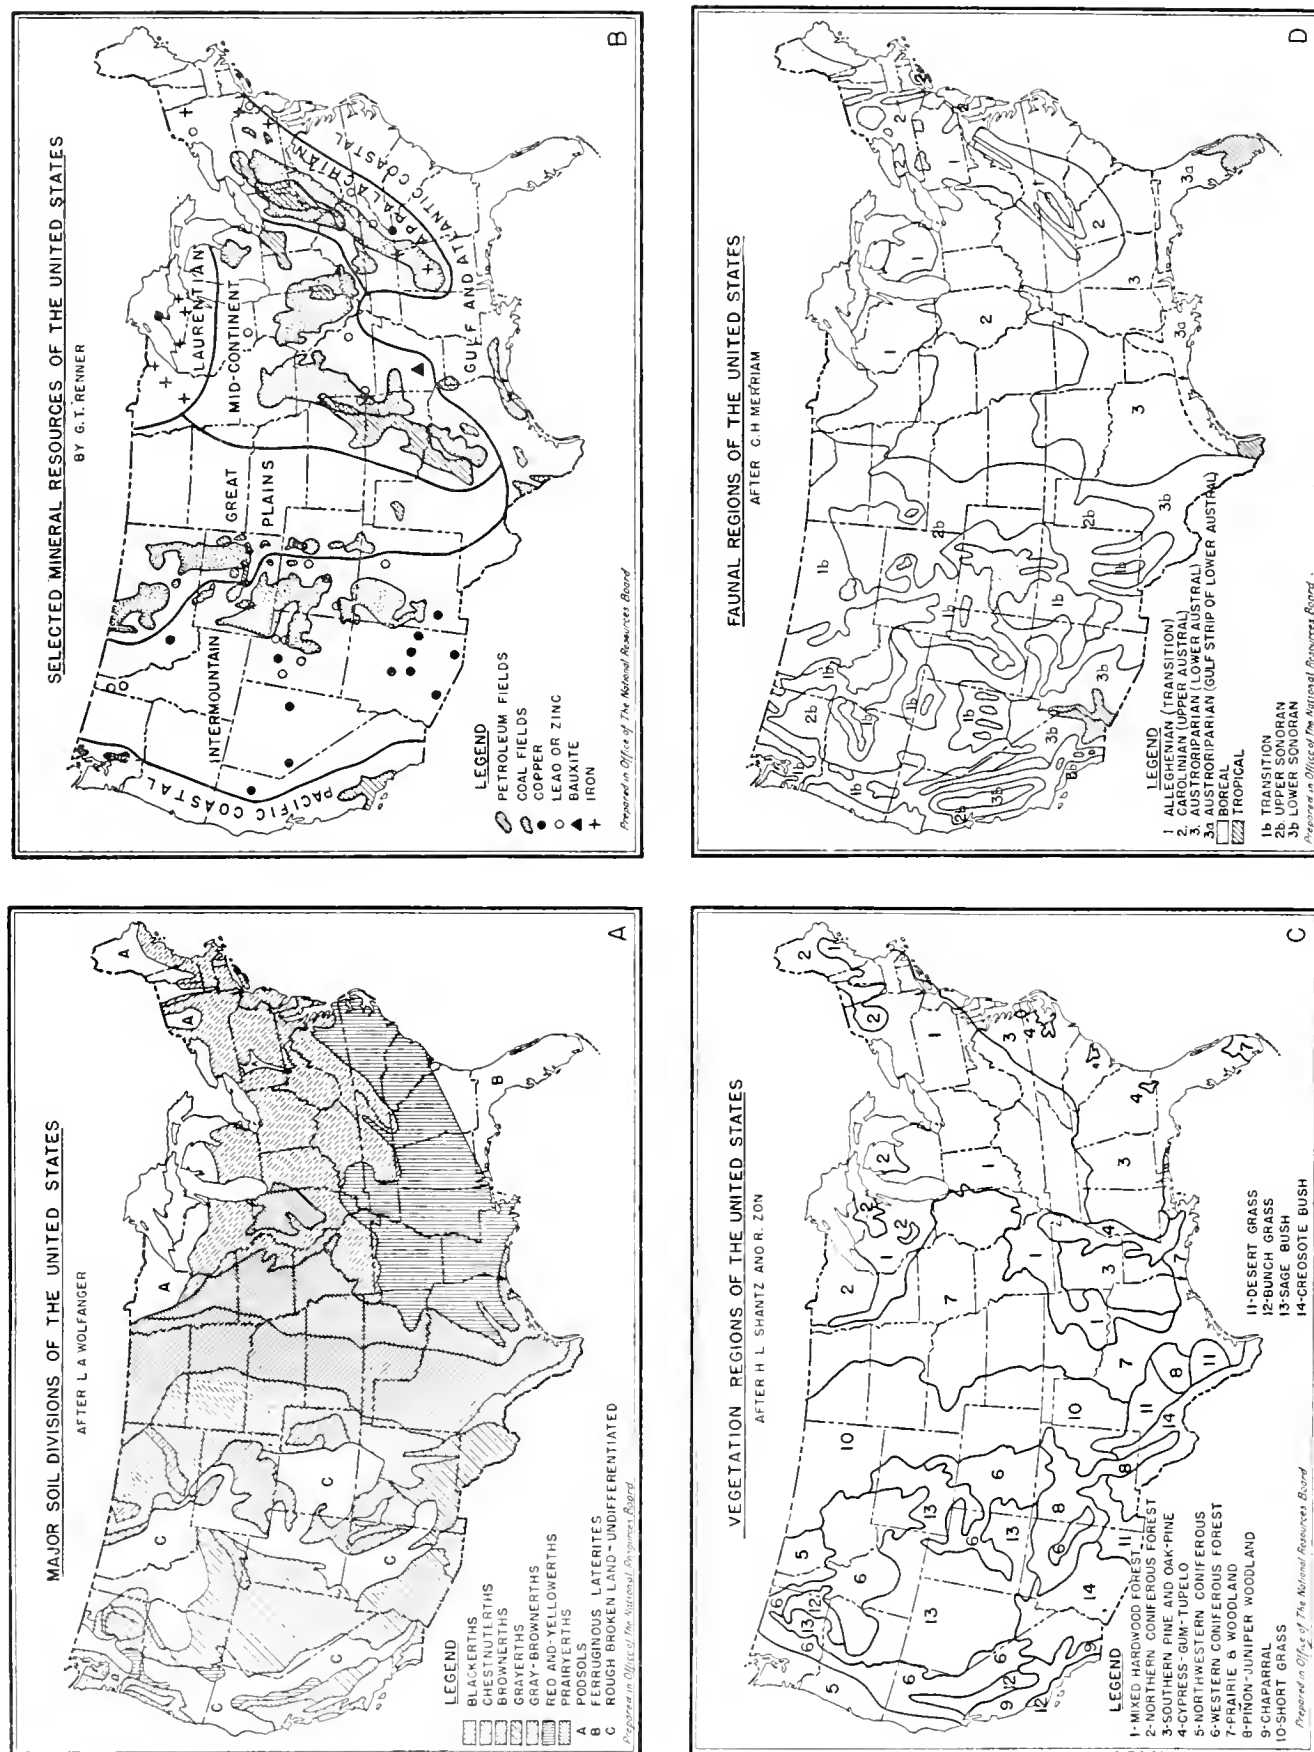 MAJOR SOIL DIVISIONS OF THE UNITED STATES
AFTER L A WOLFANGER
A
A
A
B
C
C
C
C
C
LEGEND
BLACKERTHS
CHESTNUTERTHS
BROWNERTHS
GRAYERTHS
GRAY-BROWNERTHS
RED AND-YELLOWERTHS
PRAIRYERTHS
A PODSOLS
B FERRUGINOUS LATERITES
C ROUGH BROKEN LAND-UNDIFFERENTIATED
Prepared in Office of The National Resources Board
A
SELECTED MINERAL RESOURCES OF THE UNITED STATES
BY G. T. RENNER
PACIFIC COASTAL
INTERMOUNTAIN
GREAT
PLAINS
LAURENTIAN
MID-CONTINENT
APPALACHIAN
GULF AND ATLANTIC COASTAL
LEGEND
PETROLEUM FIELDS
COAL FIELDS
COPPER
LEAD OR ZINC
BAUXITE
IRON
Prepared in Office of The National Resources Board
B
VEGETATION REGIONS OF THE UNITED STATES
AFTER H L SHANTZ AND R. ZON
LEGEND
1-MIXED HARDWOOD FOREST
2-NORTHERN CONIFEROUS FOREST
3-SOUTHERN PINE AND OAK-PINE
4-CYPRESS-GUM-TUPELO
5-NORTHWESTERN CONIFEROUS
6-WESTERN CONIFEROUS FOREST
7-PRAIRIE & WOODLAND
8-PIÑON-JUNIPER WOODLAND
9-CHAPARRAL
10-SHORT GRASS
11-DESERT GRASS
12-BUNCH GRASS
13-SAGE BUSH
14-CREOSOTE BUSH
Prepared in Office of The National Resources Board
C
FAUNAL REGIONS OF THE UNITED STATES
AFTER C.H MERRIAM
LEGEND
1 ALLEGHENIAN (TRANSITION)
2. CAROLINIAN (UPPER AUSTRAL)
3. AUSTRORIPARIAN (LOWER AUSTRAL)
3a AUSTRORIPARIAN (GULF STRIP OF LOWER AUSTRAL)
BOREAL
TROPICAL
1b TRANSITION
2b. UPPER SONORAN
3b LOWER SONORAN
Prepared in Office of The National Resources Board
D